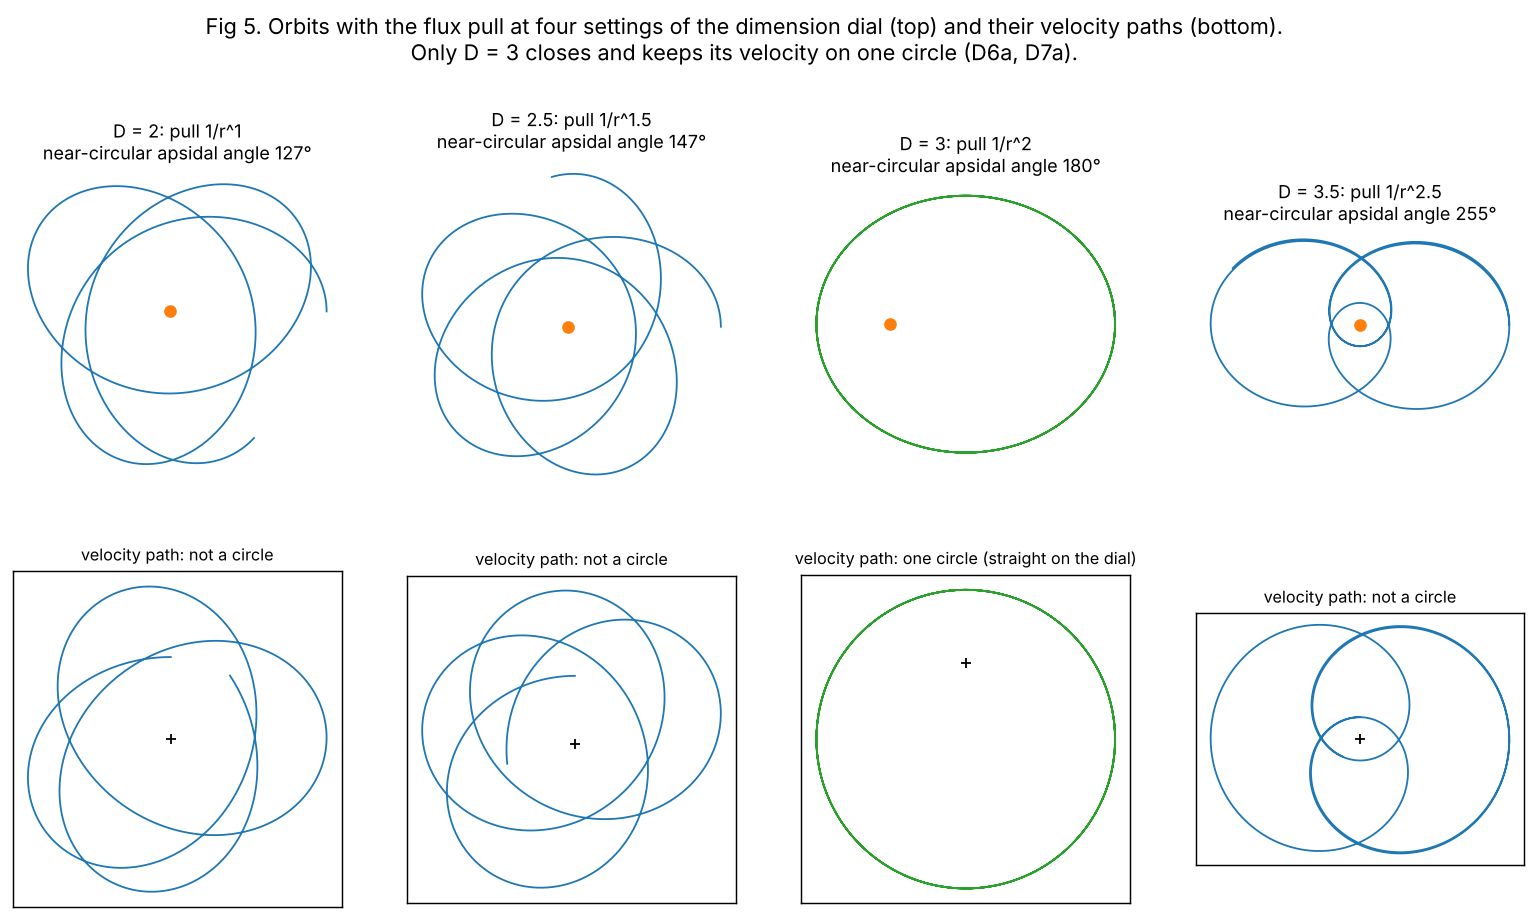 Fig 5. Orbits with the flux pull at four settings of the dimension dial (top) and their velocity paths (bottom).
Only D = 3 closes and keeps its velocity on one circle (D6a, D7a).
D = 2: pull 1/r^1
near-circular apsidal angle 127°
D = 2.5: pull 1/r^1.5
near-circular apsidal angle 147°
D = 3: pull 1/r^2
near-circular apsidal angle 180°
D = 3.5: pull 1/r^2.5
near-circular apsidal angle 255°
velocity path: not a circle
velocity path: not a circle
velocity path: one circle (straight on the dial)
velocity path: not a circle